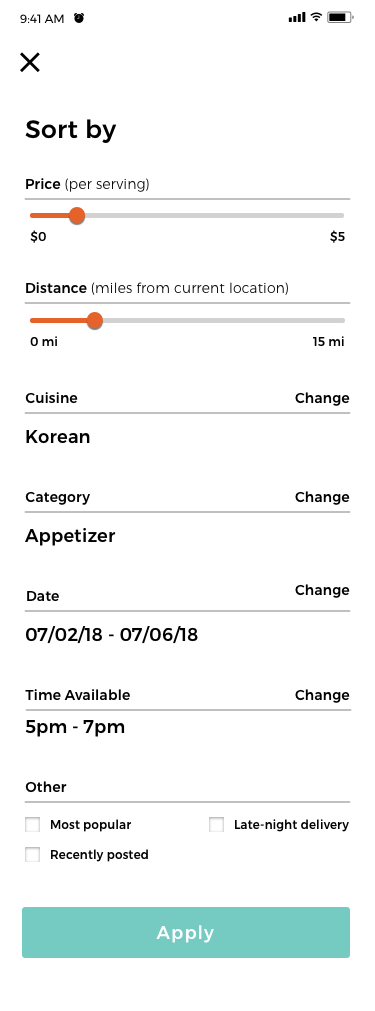 9:41 AM
Sort by
Price (per serving)
$0 $5
Distance (miles from current location)
0 mi 15 mi
Cuisine Change
Korean
Category Change
Appetizer
Date Change
07/02/18 - 07/06/18
Time Available Change
5pm - 7pm
Other
Most popular Late-night delivery
Recently posted
Apply